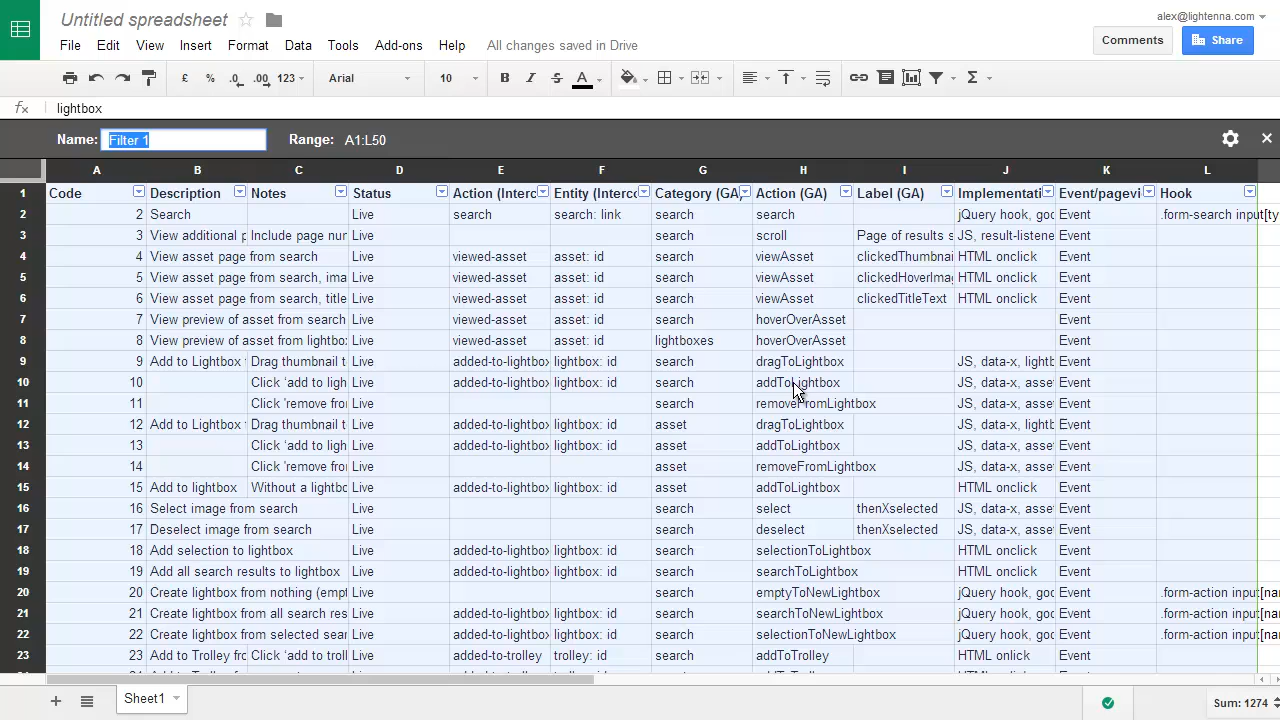 Untitled spreadsheet
alex@lightenna.com
File Edit View Insert Format Data Tools Add-ons Help All changes saved in Drive
Comments Share
£ % .0 .00 123 Arial 10 B I S A Σ
fx lightbox
Name: Filter 1 Range: A1:L50
A B C D E F G H I J K L
1 Code Description Notes Status Action (Interc Entity (Interco Category (GA) Action (GA) Label (GA) Implementati Event/pagevi Hook
2 2 Search Live search search: link search search jQuery hook, goo Event .form-search input[ty
3 3 View additional p Include page nur Live search scroll Page of results s JS, result-listene Event
4 4 View asset page from search Live viewed-asset asset: id search viewAsset clickedThumbnai HTML onclick Event
5 5 View asset page from search, ima Live viewed-asset asset: id search viewAsset clickedHoverImag HTML onclick Event
6 6 View asset page from search, title Live viewed-asset asset: id search viewAsset clickedTitleText HTML onclick Event
7 7 View preview of asset from search Live viewed-asset asset: id search hoverOverAsset Event
8 8 View preview of asset from lightbo Live viewed-asset asset: id lightboxes hoverOverAsset Event
9 9 Add to Lightbox Drag thumbnail t Live added-to-lightbox lightbox: id search dragToLightbox JS, data-x, lightb Event
10 10 Click 'add to ligh Live added-to-lightbox lightbox: id search addToLightbox JS, data-x, asse Event
11 11 Click 'remove fro Live search removeFromLightbox JS, data-x, asse Event
12 12 Add to Lightbox Drag thumbnail t Live added-to-lightbox lightbox: id asset dragToLightbox JS, data-x, lightb Event
13 13 Click 'add to ligh Live added-to-lightbox lightbox: id asset addToLightbox JS, data-x, asse Event
14 14 Click 'remove fro Live asset removeFromLightbox JS, data-x, asse Event
15 15 Add to lightbox Without a lightbo Live added-to-lightbox lightbox: id asset addToLightbox HTML onclick Event
16 16 Select image from search Live search select thenXselected JS, data-x, asse Event
17 17 Deselect image from search Live search deselect thenXselected JS, data-x, asse Event
18 18 Add selection to lightbox Live added-to-lightbox lightbox: id search selectionToLightbox HTML onclick Event
19 19 Add all search results to lightbox Live added-to-lightbox lightbox: id search searchToLightbox HTML onclick Event
20 20 Create lightbox from nothing (empt Live search emptyToNewLightbox jQuery hook, goo Event .form-action input[nar
21 21 Create lightbox from all search res Live added-to-lightbox lightbox: id search searchToNewLightbox jQuery hook, goo Event .form-action input[nar
22 22 Create lightbox from selected sear Live added-to-lightbox lightbox: id search selectionToNewLightbox jQuery hook, goo Event .form-action input[nar
23 23 Add to Trolley fro Click 'add to troll Live added-to-trolley trolley: id search addToTrolley HTML onlick Event
Sheet1 Sum: 1274